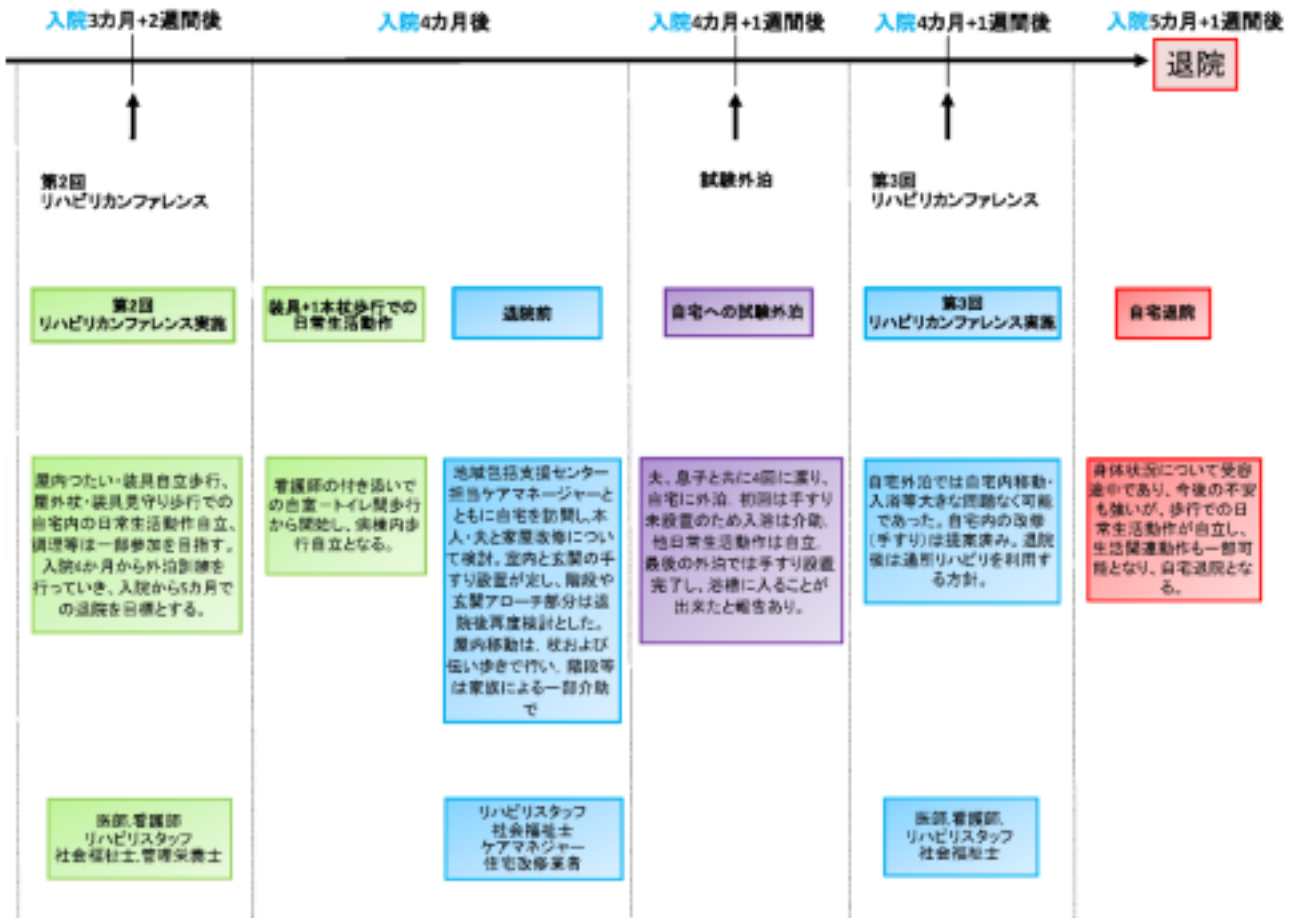 入院3カ月+2週間後
入院4カ月後
入院4カ月+1週間後
入院4カ月+1週間後
入院5カ月+1週間後
退院
第2回
リハビリカンファレンス
試験外泊
第3回
リハビリカンファレンス
第2回
リハビリカンファレンス実施
装具+1本杖歩行での
日常生活動作
退院前
自宅への試験外泊
第3回
リハビリカンファレンス実施
自宅退院
屋内つたい・装具自立歩行、
屋外杖・装具見守り歩行での
自宅内の日常生活動作自立、
調理等は一部参加を目指す。
入院4か月から外泊訓練を
行っていき、入院から5カ月で
の退院を目標とする。
看護師の付き添いで
の自室ートイレ間歩行
から開始し、病棟内歩
行自立となる。
地域包括支援センター
担当ケアマネージャーと
ともに自宅を訪問し、本
人・夫と家屋改修につい
て検討。室内と玄関の手
すり設置が定し、階段や
玄関アローチ部分は退
院後再度検討とした。
屋内移動は、杖および
伝い歩きで行い、階段等
は家族による一部介助
で
夫、息子と共に4回に渡り、
自宅に外泊。初回は手すり
未設置のため入浴は介助、
他日常生活動作は自立。
最後の外泊では手すり設置
完了し、浴槽に入ることが
出来たと報告あり。
自宅外泊では自宅内移動・
入浴等大きな問題なく可能
であった。自宅内の改修
(手すり)は提案済み。退院
後は通所リハビリを利用す
る方針。
身体状況について受容
途中であり、今後の不安
も強いが、歩行での日
常生活動作が自立し、
生活関連動作も一部可
能となり、自宅退院とな
る。
医師、看護師
リハビリスタッフ
社会福祉士、管理栄養士
リハビリスタッフ
社会福祉士
ケアマネジャー
住宅改修業者
医師、看護師、
リハビリスタッフ
社会福祉士